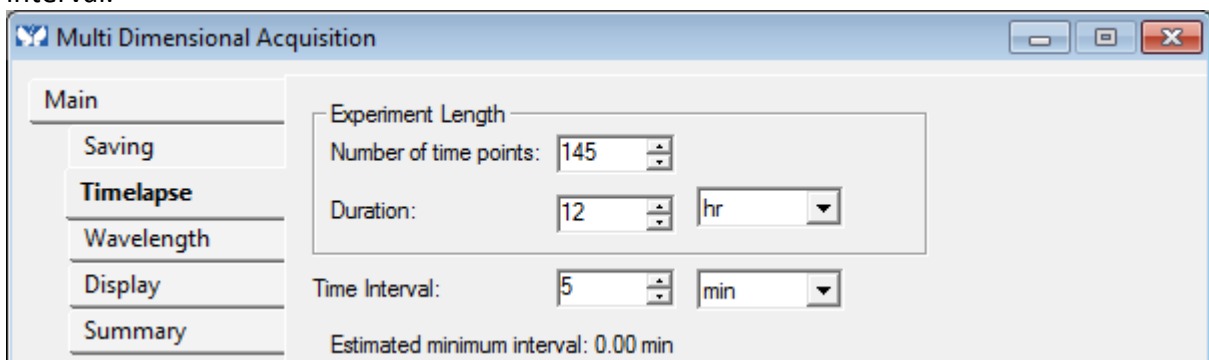 interval.
Multi Dimensional Acquisition
Main
Saving
Timelapse
Wavelength
Display
Summary
Experiment Length
Number of time points: 145
Duration: 12 hr
Time Interval: 5 min
Estimated minimum interval: 0.00 min